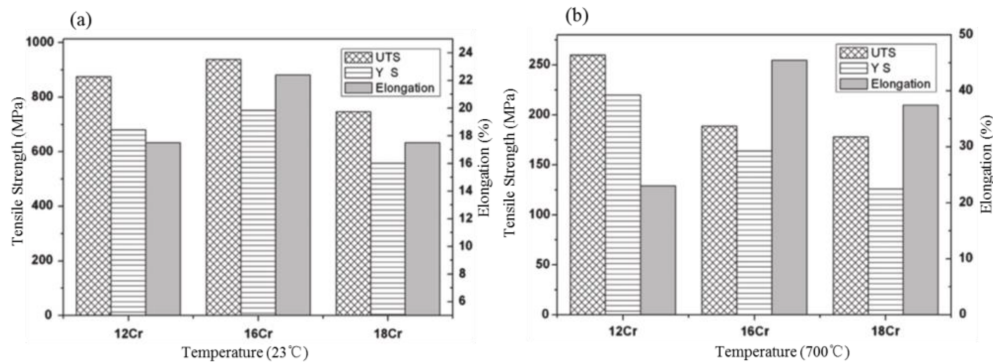 (a)
1000
800
600
400
200
0
Tensile Strength (MPa)
UTS
Y S
Elongation
24
22
20
18
16
14
12
10
8
6
Elongation (%)
12Cr
16Cr
18Cr
Temperature (23℃)
(b)
250
200
150
100
50
0
Tensile Strength (MPa)
UTS
Y S
Elongation
50
40
30
20
10
0
Elongation (%)
12Cr
16Cr
18Cr
Temperature (700℃)